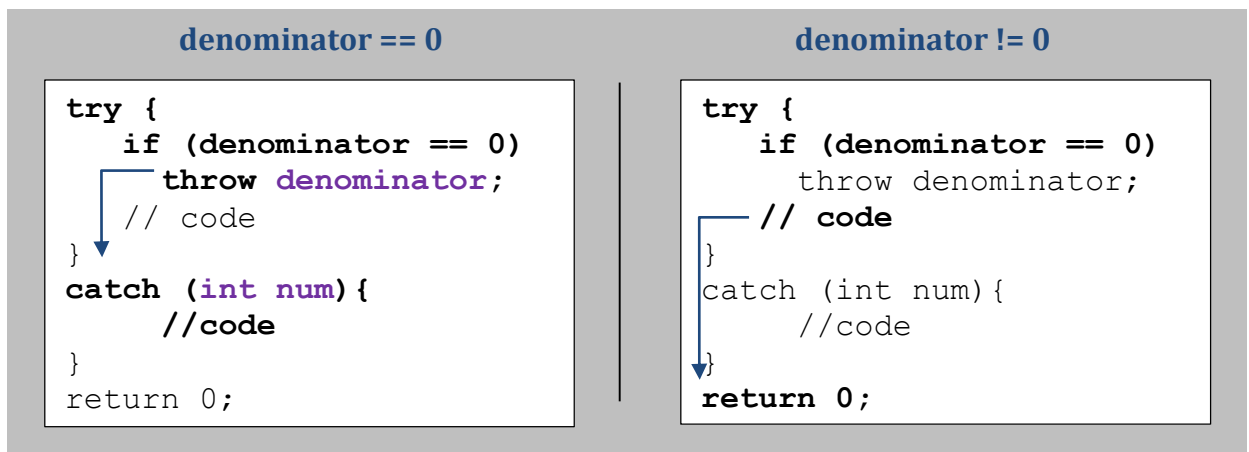 denominator == 0
try {
if (denominator == 0)
throw denominator;
// code
}
catch (int num){
//code
}
return 0;
denominator != 0
try {
if (denominator == 0)
throw denominator;
// code
}
catch (int num){
//code
}
return 0;